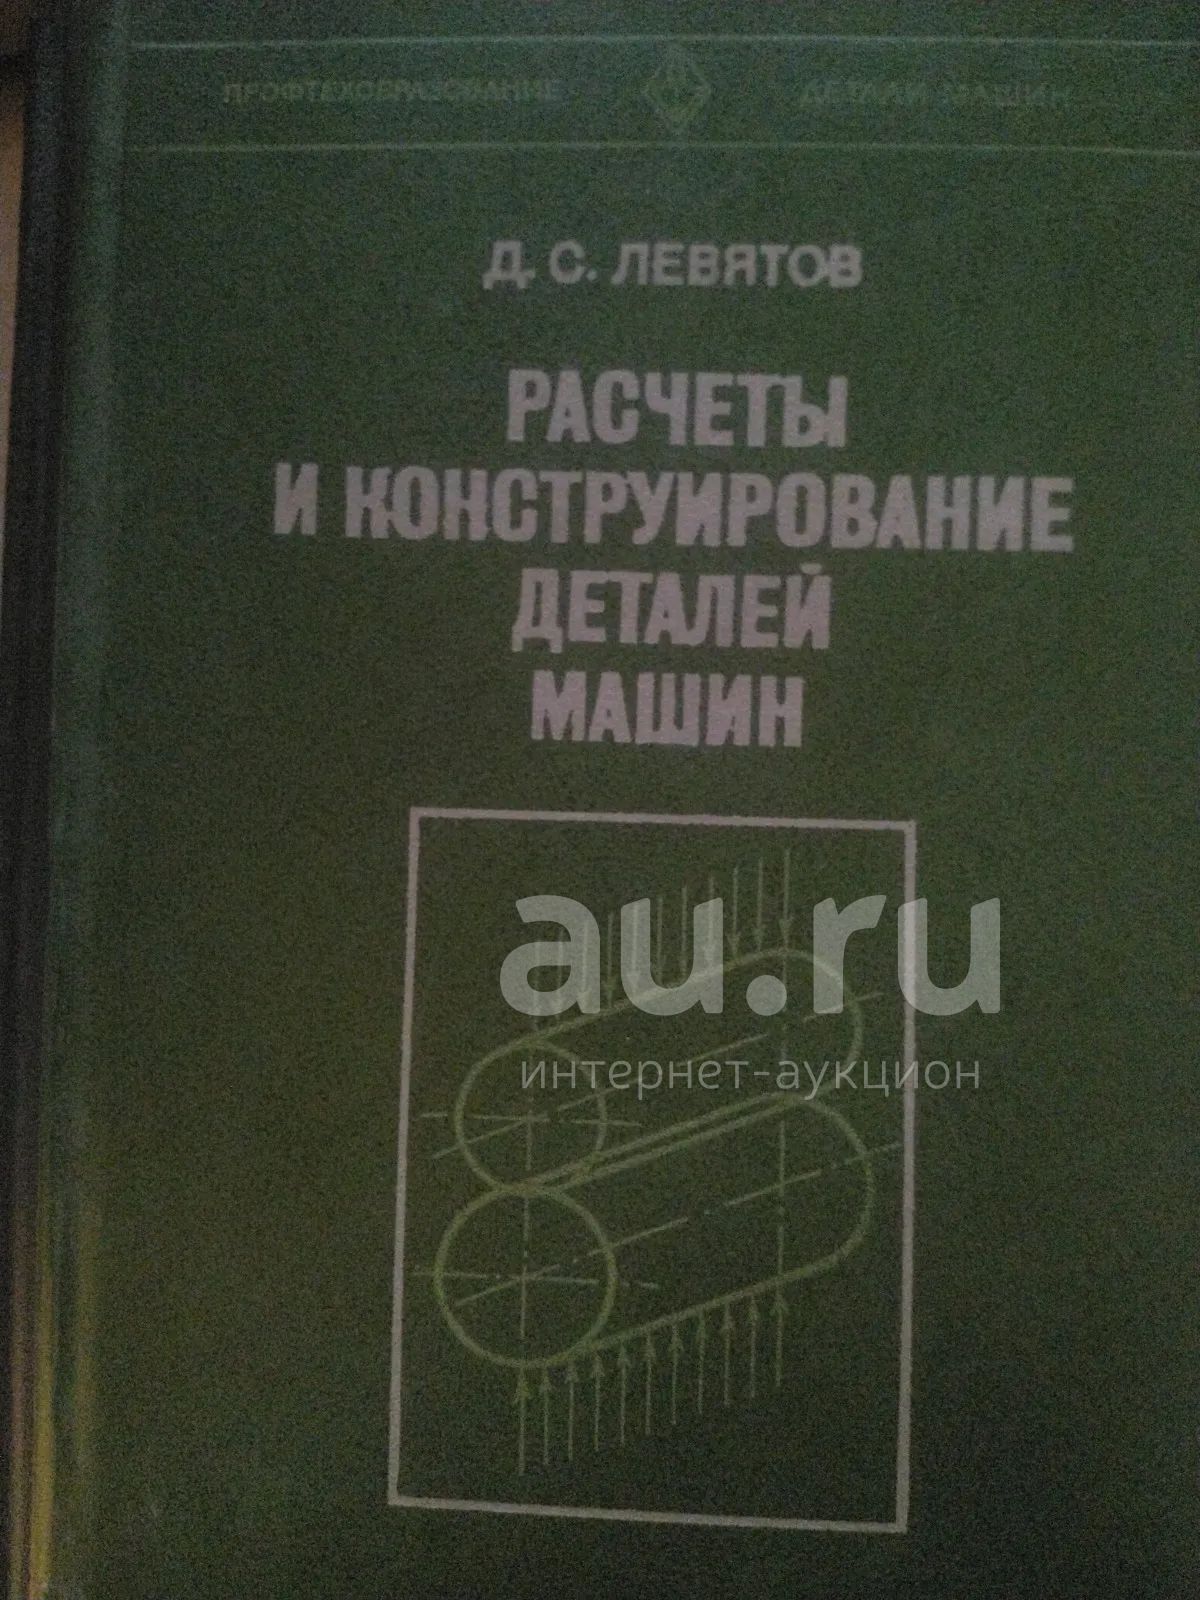 ПРОФТЕХОБРАЗОВАНИЕ ДЕТАЛИ МАШИН
Д. С. ЛЕВЯТОВ
РАСЧЕТЫ
И КОНСТРУИРОВАНИЕ
ДЕТАЛЕЙ
МАШИН
au.ru
интернет-аукцион